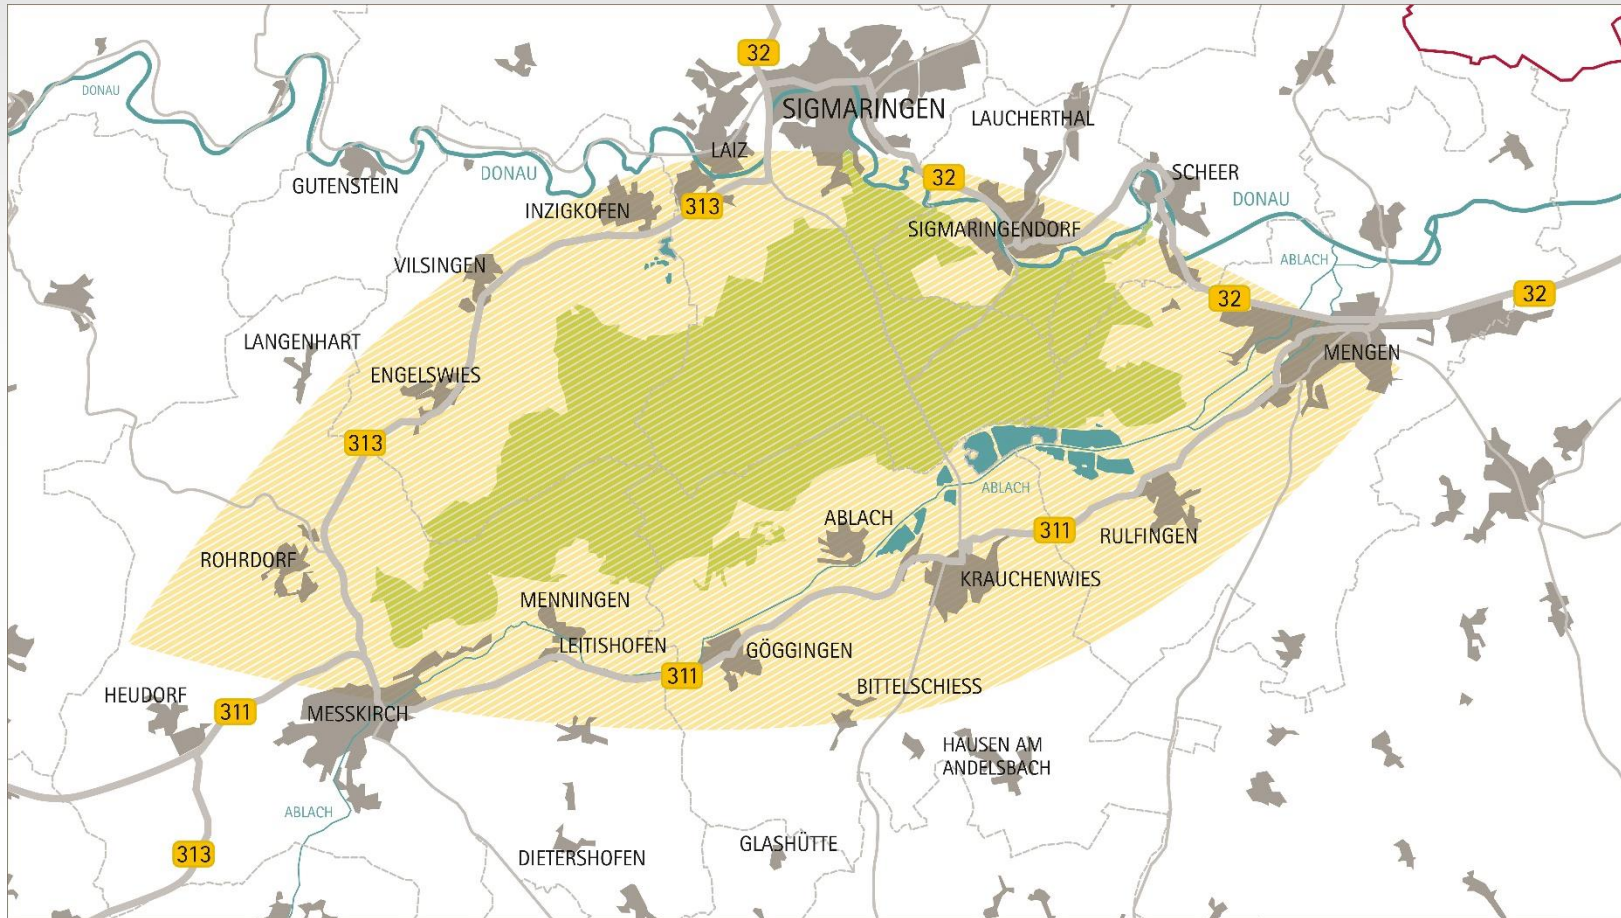 32
DONAU
SIGMARINGEN
LAUCHERTHAL
LAIZ
SCHEER
DONAU
GUTENSTEIN
32
DONAU
INZIGKOFEN
313
SIGMARINGENDORF
ABLACH
VILSINGEN
32
32
LANGENHART
MENGEN
ENGELSWIES
313
ABLACH
ABLACH
311
RULFINGEN
ROHRDORF
KRAUCHENWIES
MENNINGEN
LEITISHOFEN
GÖGGINGEN
311
BITTELSCHIESS
HEUDORF
311
MESSKIRCH
HAUSEN AM
ANDELSBACH
ABLACH
GLASHÜTTE
313
DIETERSHOFEN